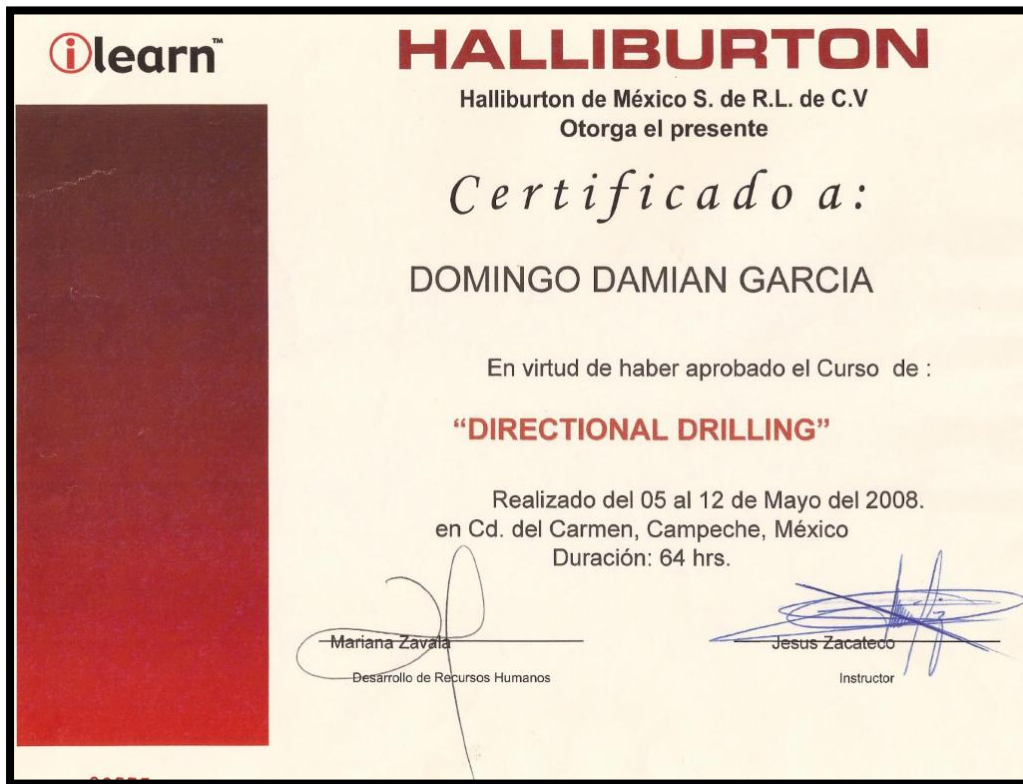 ilearn™
HALLIBURTON
Halliburton de México S. de R.L. de C.V
Otorga el presente
Certificado a:
DOMINGO DAMIAN GARCIA
En virtud de haber aprobado el Curso de :
“DIRECTIONAL DRILLING”
Realizado del 05 al 12 de Mayo del 2008.
en Cd. del Carmen, Campeche, México
Duración: 64 hrs.
Mariana Zavala
Desarrollo de Recursos Humanos
Jesus Zacateco
Instructor